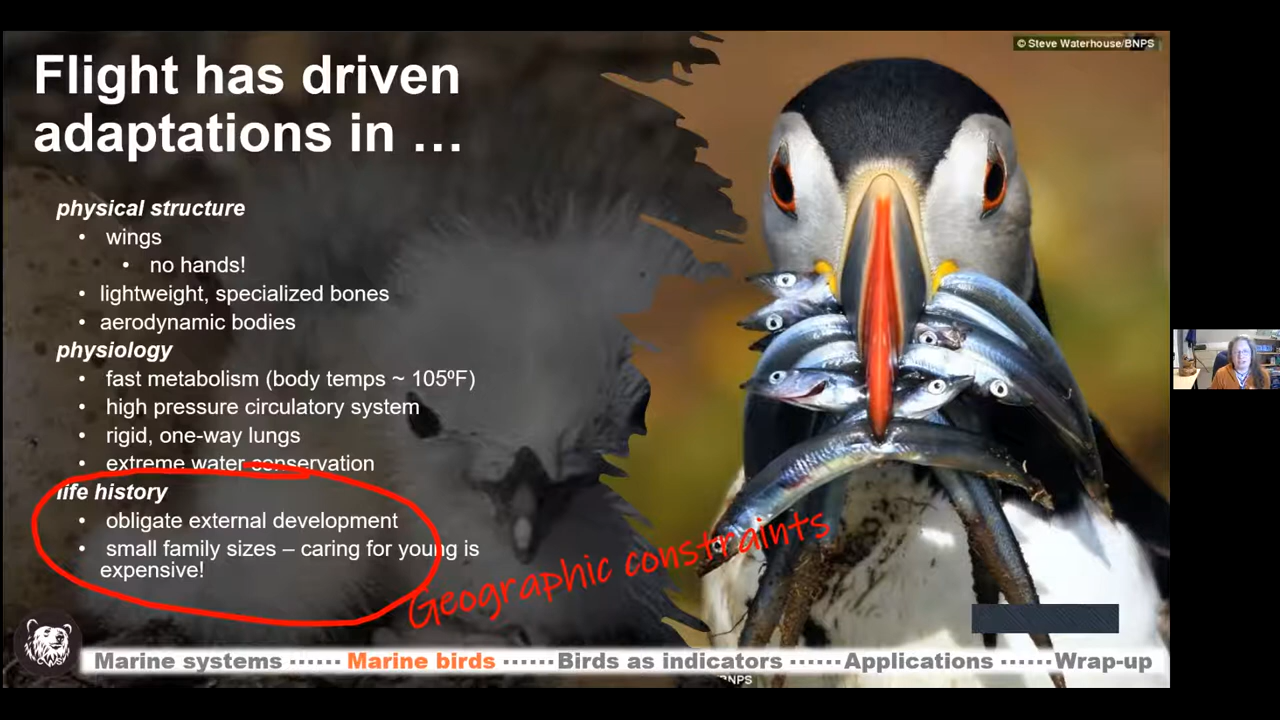 © Steve Waterhouse/BNPS
Flight has driven
adaptations in …
physical structure
• wings
• no hands!
• lightweight, specialized bones
• aerodynamic bodies
physiology
• fast metabolism (body temps ~ 105ºF)
• high pressure circulatory system
• rigid, one-way lungs
• extreme water conservation
life history
• obligate external development
• small family sizes – caring for young is
expensive!
Geographic constraints
Marine systems ······ Marine birds ······ Birds as indicators ······ Applications ······ Wrap-up
BNPS